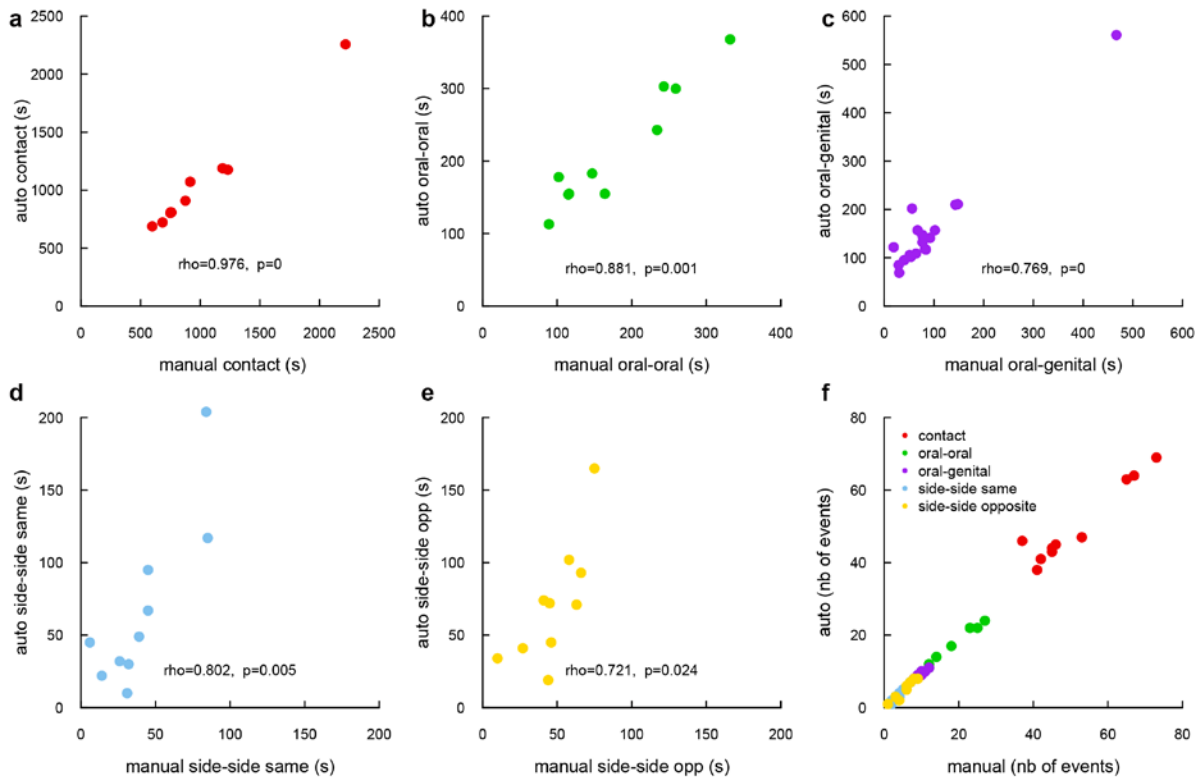 a
2500
2000
1500
1000
500
0
auto contact (s)
rho=0.976, p=0
0 500 1000 1500 2000 2500
manual contact (s)
b
400
300
200
100
0
auto oral-oral (s)
rho=0.881, p=0.001
0 100 200 300 400
manual oral-oral (s)
c
600
500
400
300
200
100
0
auto oral-genital (s)
rho=0.769, p=0
0 100 200 300 400 500 600
manual oral-genital (s)
d
200
150
100
50
0
auto side-side same (s)
rho=0.802, p=0.005
0 50 100 150 200
manual side-side same (s)
e
200
150
100
50
0
auto side-side opp (s)
rho=0.721, p=0.024
0 50 100 150 200
manual side-side opp (s)
f
80
60
40
20
0
auto (nb of events)
contact
oral-oral
oral-genital
side-side same
side-side opposite
0 20 40 60 80
manual (nb of events)